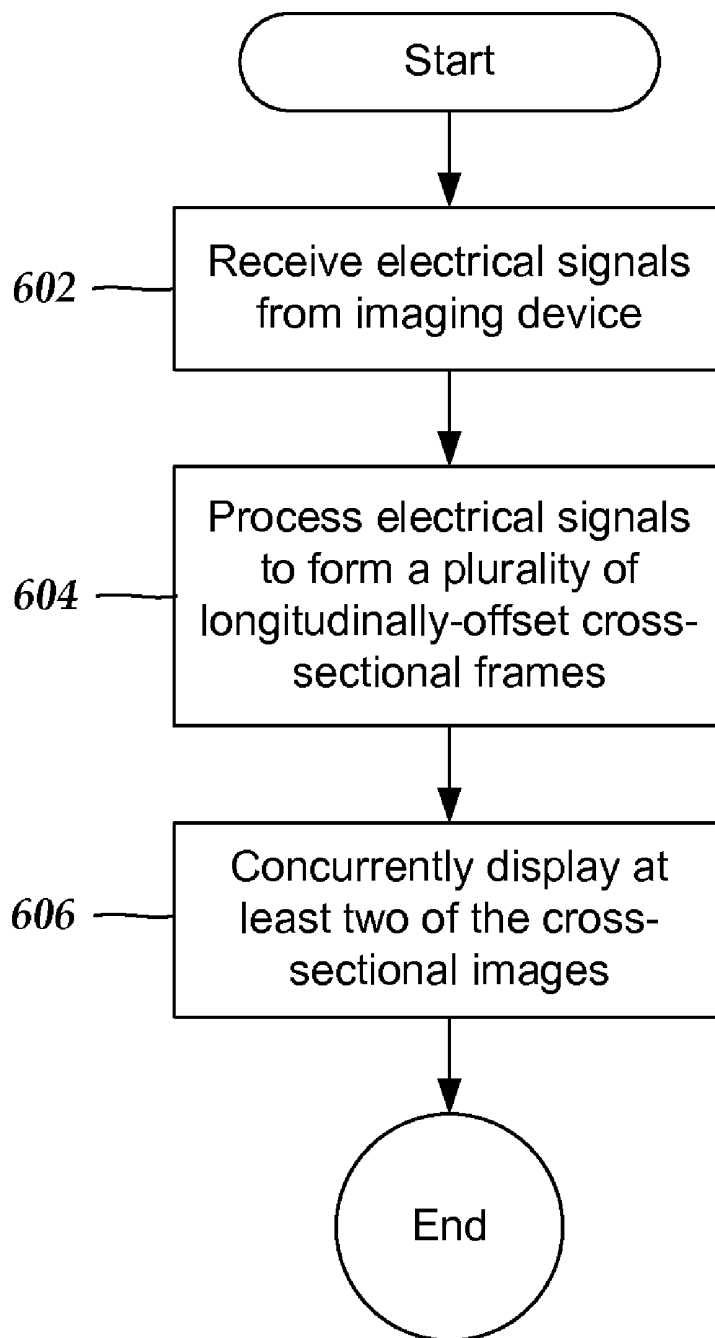 Start
602
Receive electrical signals
from imaging device
604
Process electrical signals
to form a plurality of
longitudinally-offset cross-
sectional frames
606
Concurrently display at
least two of the cross-
sectional images
End